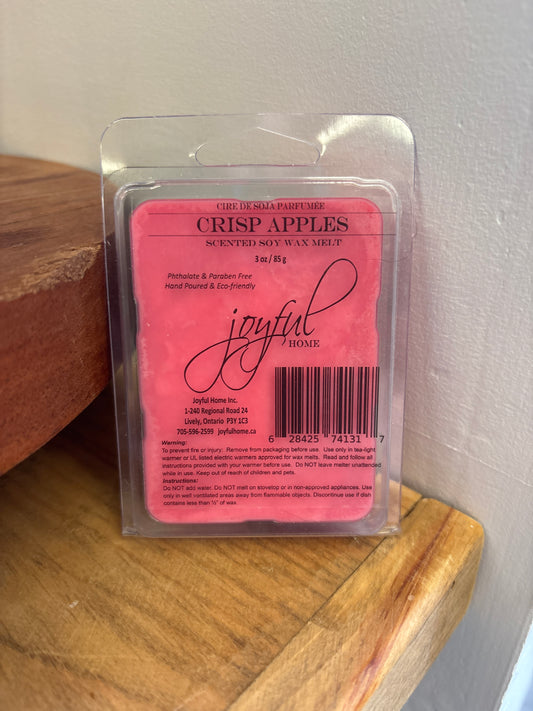 CIRE DE SOJA PARFUMÉE
CRISP APPLES
SCENTED SOY WAX MELT
3 oz / 85 g
Phthalate & Paraben Free
Hand Poured & Eco-friendly
joyful
HOME
Joyful Home Inc.
1-240 Regional Road 24
Lively, Ontario P3Y 1C3
705-596-2599 joyfulhome.ca
6 28425 74131 7
Warning:
To prevent fire or injury: Remove from packaging before use. Use only in tea-light
warmer or UL listed electric warmers approved for wax melts. Read and follow all
instructions provided with your warmer before use. Do NOT leave melter unattended
while in use. Keep out of reach of children and pets.
Instructions:
Do NOT add water. Do NOT melt on stovetop or in non-approved appliances. Use
only in well ventilated areas away from flammable objects. Discontinue use if dish
contains less than ½" of wax.